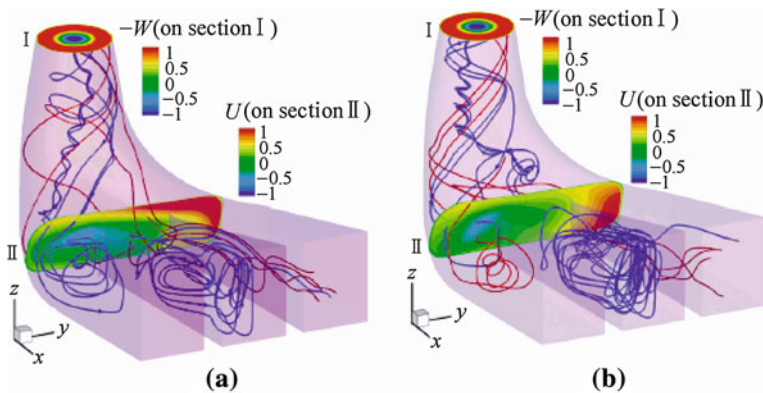 I
−W(on section I)
1
0.5
0
−0.5
−1
U(on section II)
1
0.5
0
−0.5
−1
II
z
y
x
(a)
I
−W(on section I)
1
0.5
0
−0.5
−1
U(on section II)
1
0.5
0
−0.5
−1
II
z
y
x
(b)